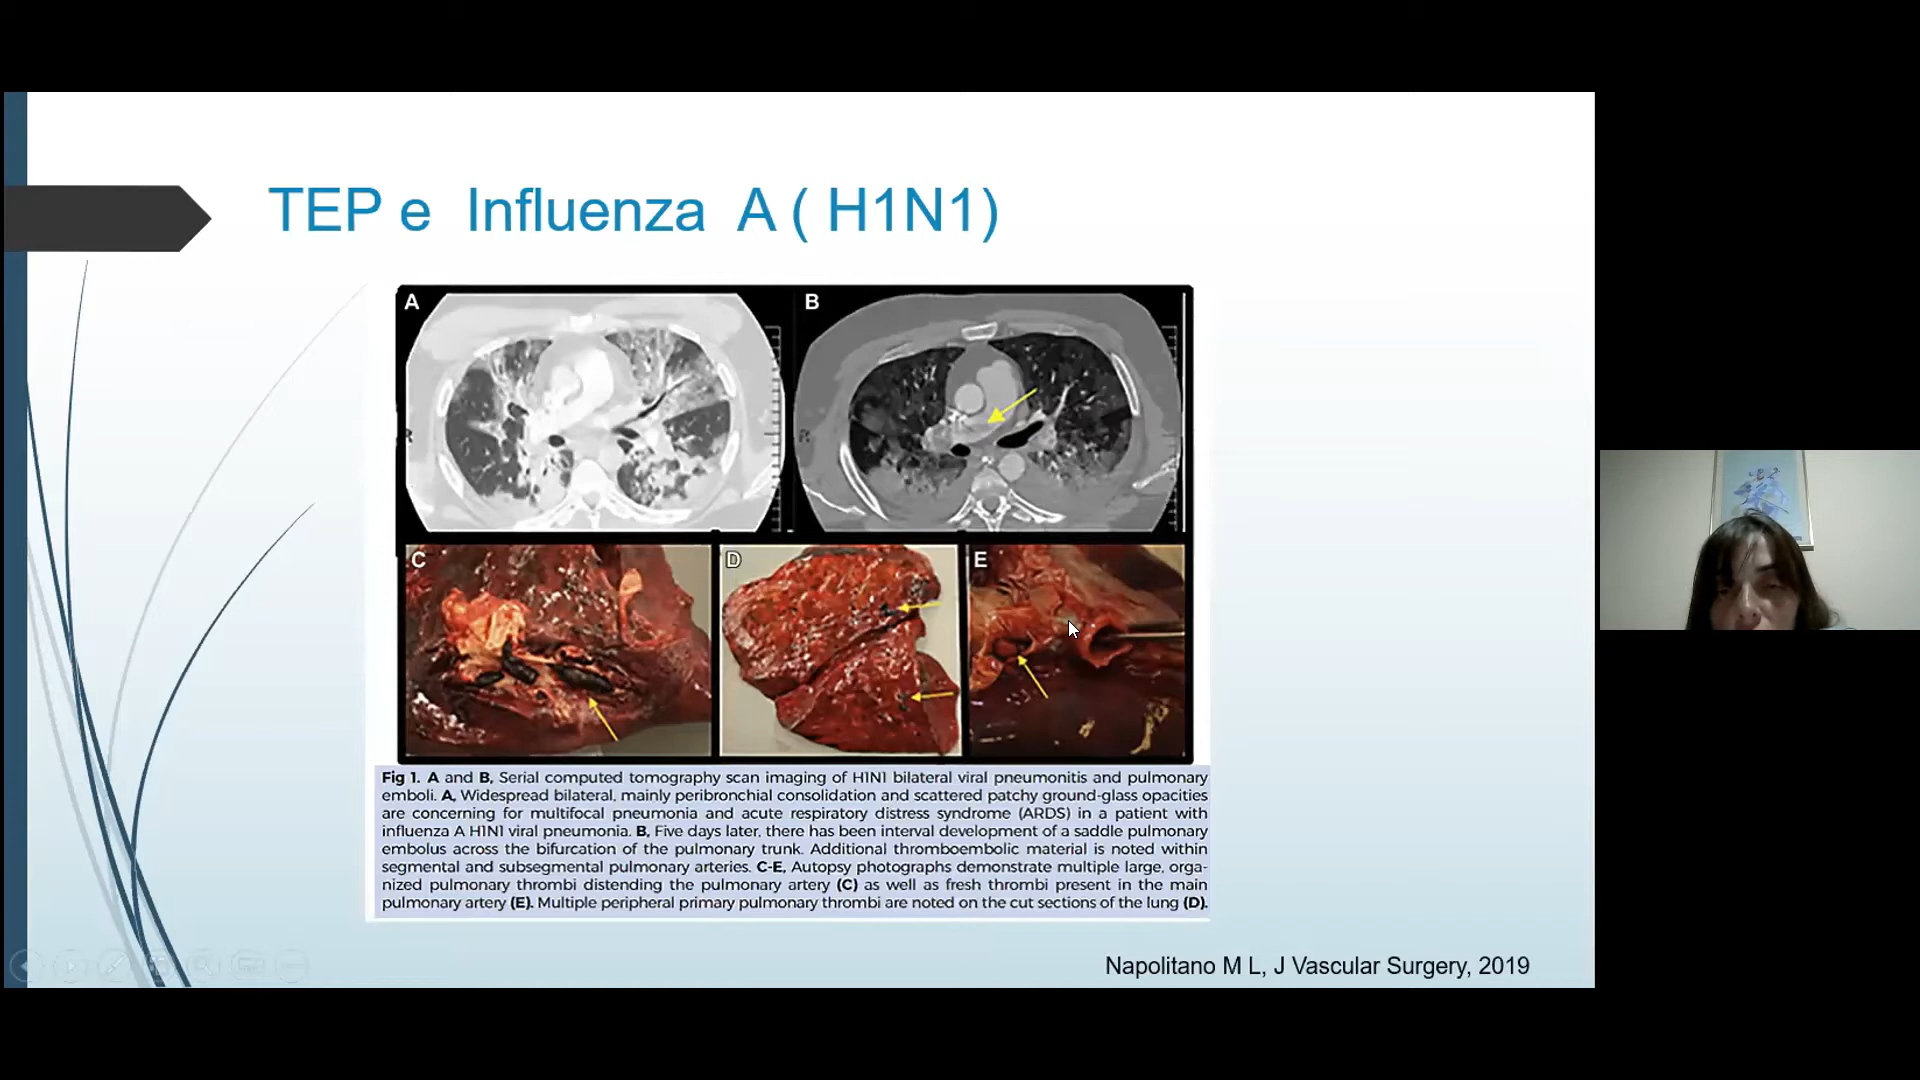 TEP e Influenza A ( H1N1)
A
B
R
R
C
D
E
Fig 1. A and B, Serial computed tomography scan imaging of H1N1 bilateral viral pneumonitis and pulmonary
emboli. A, Widespread bilateral, mainly peribronchial consolidation and scattered patchy ground-glass opacities
are concerning for multifocal pneumonia and acute respiratory distress syndrome (ARDS) in a patient with
influenza A H1N1 viral pneumonia. B, Five days later, there has been interval development of a saddle pulmonary
embolus across the bifurcation of the pulmonary trunk. Additional thromboembolic material is noted within
segmental and subsegmental pulmonary arteries. C-E, Autopsy photographs demonstrate multiple large, orga-
nized pulmonary thrombi distending the pulmonary artery (C) as well as fresh thrombi present in the main
pulmonary artery (E). Multiple peripheral primary pulmonary thrombi are noted on the cut sections of the lung (D).
Napolitano M L, J Vascular Surgery, 2019